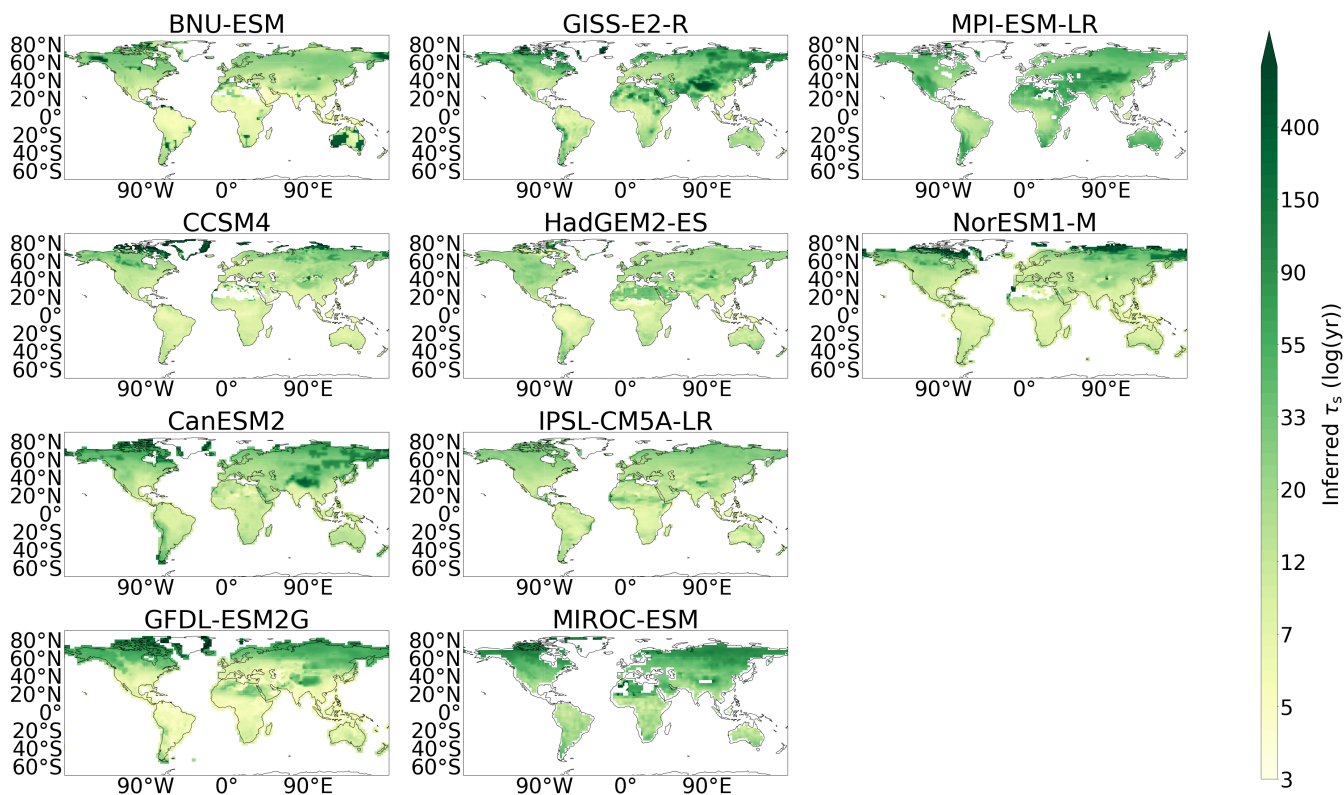 BNU-ESM
80°N
60°N
40°N
20°N
0°
20°S
40°S
60°S
90°W 0° 90°E
GISS-E2-R
80°N
60°N
40°N
20°N
0°
20°S
40°S
60°S
90°W 0° 90°E
MPI-ESM-LR
80°N
60°N
40°N
20°N
0°
20°S
40°S
60°S
90°W 0° 90°E
CCSM4
80°N
60°N
40°N
20°N
0°
20°S
40°S
60°S
90°W 0° 90°E
HadGEM2-ES
80°N
60°N
40°N
20°N
0°
20°S
40°S
60°S
90°W 0° 90°E
NorESM1-M
80°N
60°N
40°N
20°N
0°
20°S
40°S
60°S
90°W 0° 90°E
CanESM2
80°N
60°N
40°N
20°N
0°
20°S
40°S
60°S
90°W 0° 90°E
IPSL-CM5A-LR
80°N
60°N
40°N
20°N
0°
20°S
40°S
60°S
90°W 0° 90°E
GFDL-ESM2G
80°N
60°N
40°N
20°N
0°
20°S
40°S
60°S
90°W 0° 90°E
MIROC-ESM
80°N
60°N
40°N
20°N
0°
20°S
40°S
60°S
90°W 0° 90°E
400
150
90
55
33
20
12
7
5
3
Inferred τs (log(yr))